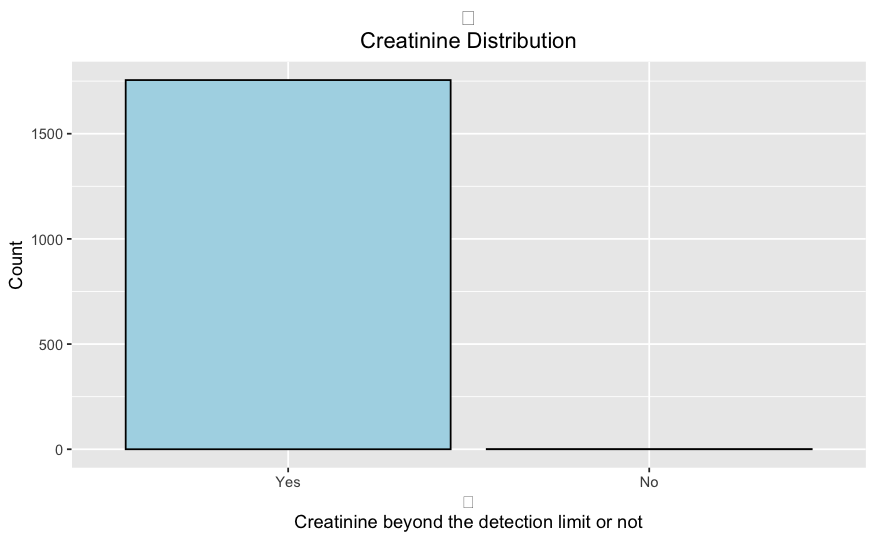 Creatinine Distribution
1500
1000
500
0
Count
Yes No
Creatinine beyond the detection limit or not